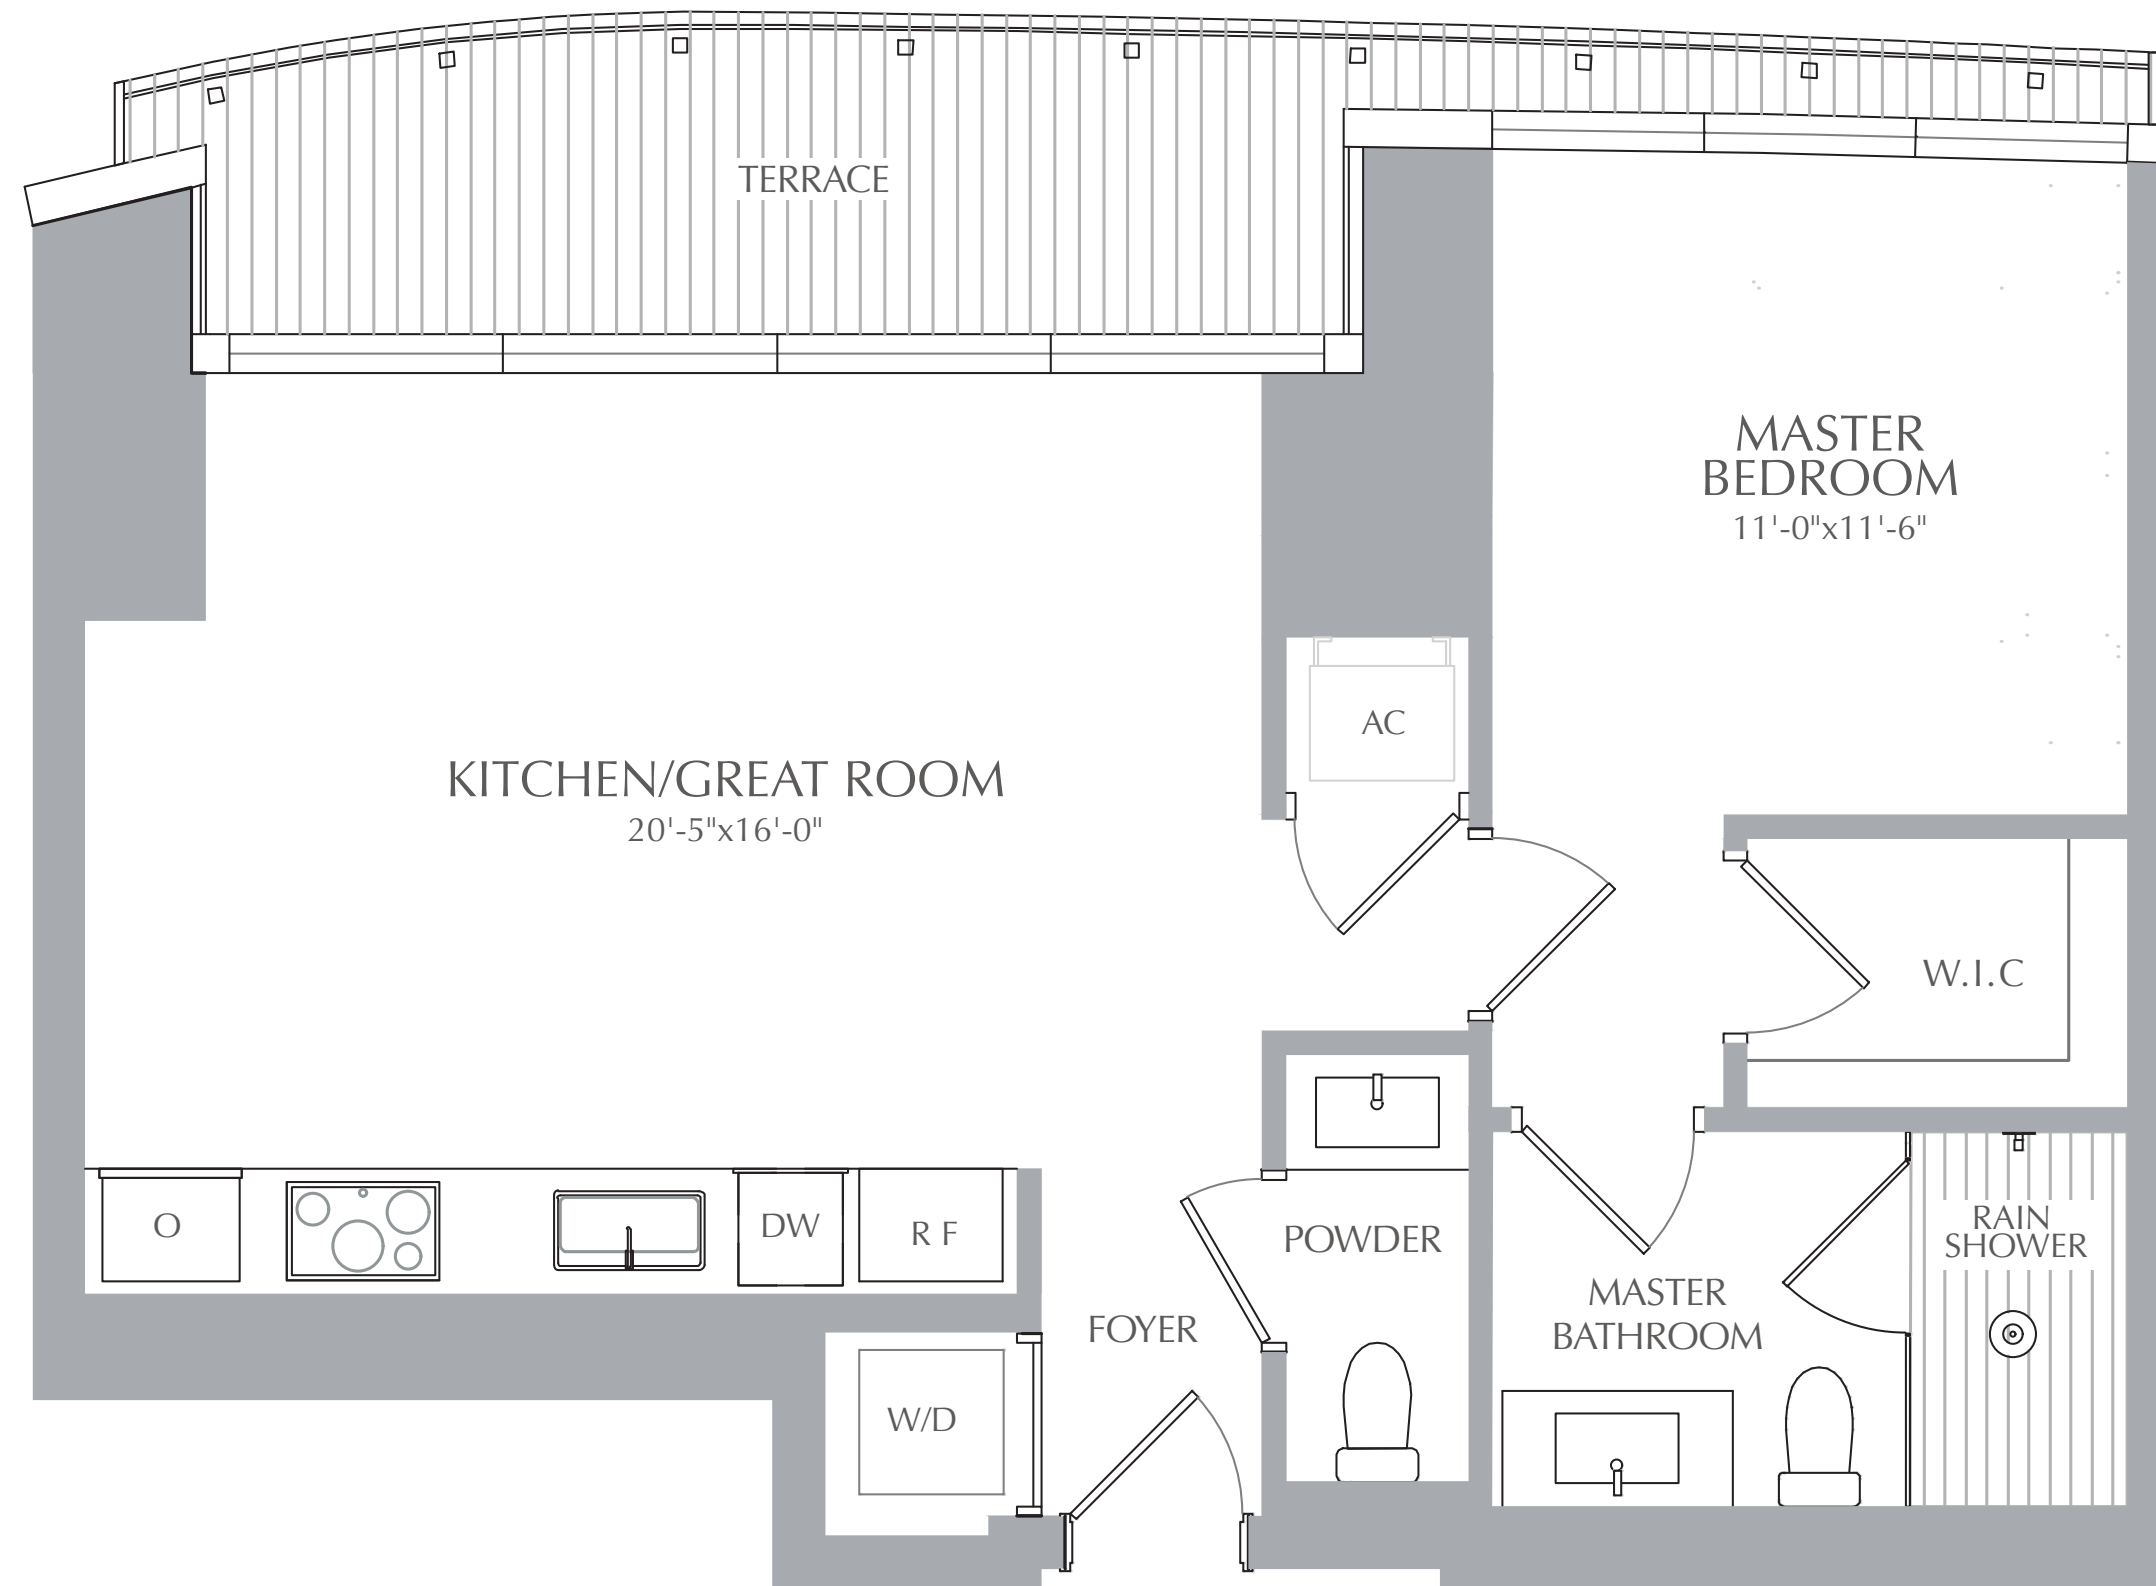 TERRACE
MASTER
BEDROOM
11'-0"x11'-6"
AC
KITCHEN/GREAT ROOM
20'-5"x16'-0"
W.I.C
O
DW
R F
POWDER
RAIN
SHOWER
FOYER
MASTER
BATHROOM
W/D